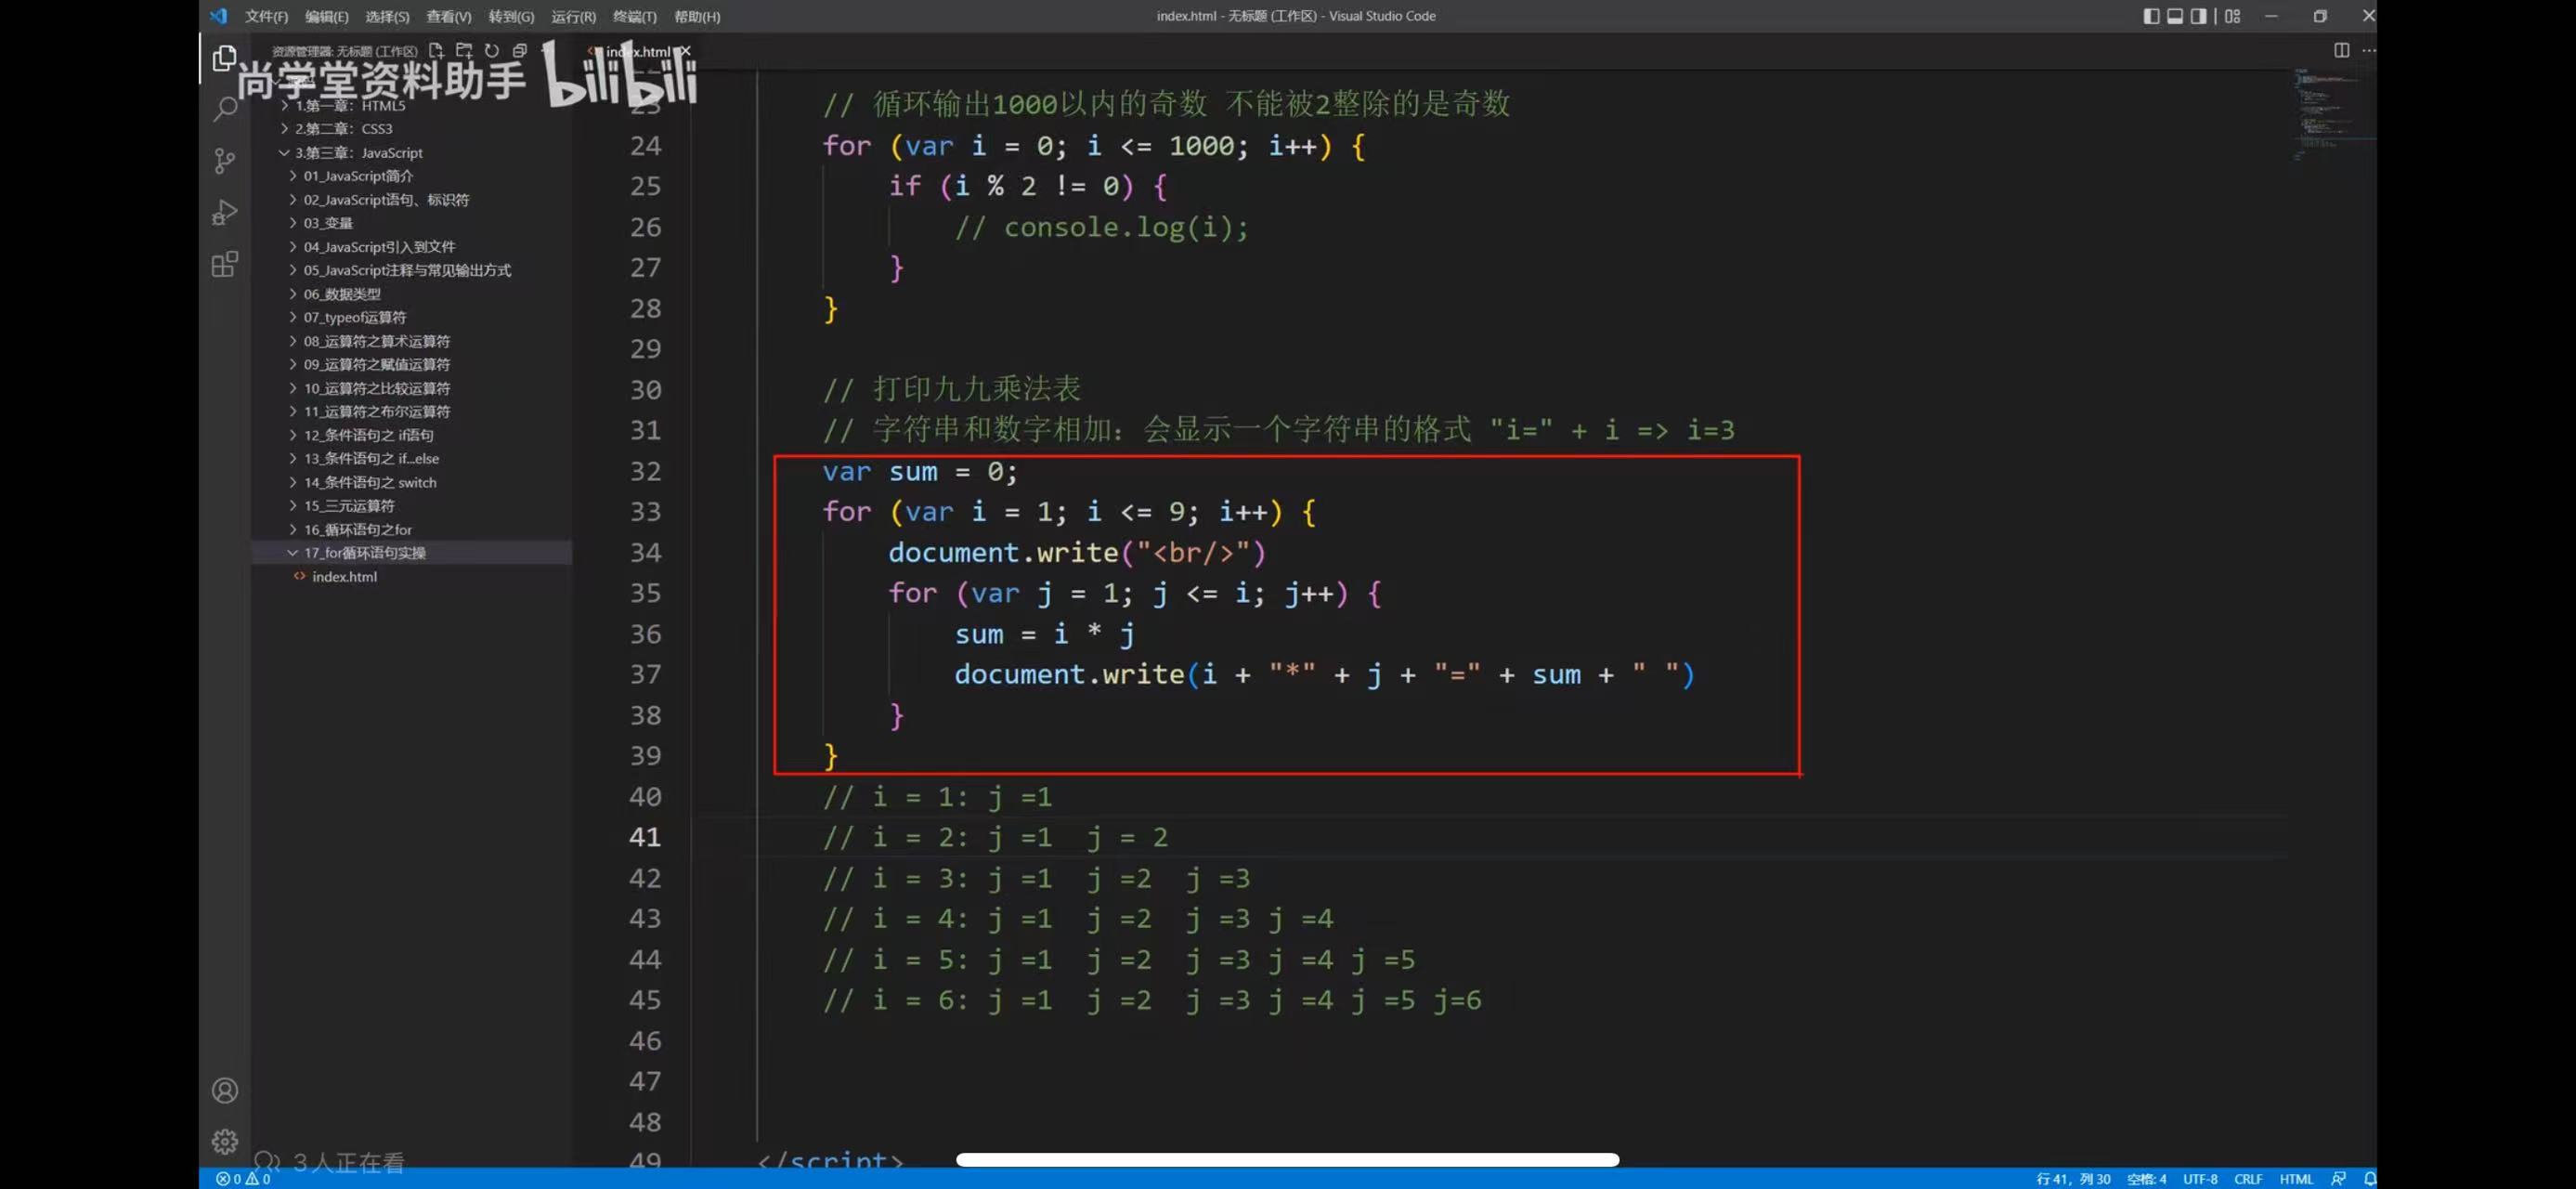 文件(F) 编辑(E) 选择(S) 查看(V) 转到(G) 运行(R) 终端(T) 帮助(H)
index.html - 无标题 (工作区) - Visual Studio Code
资源管理器: 无标题 (工作区)
index.html
尚学堂资料助手 bilibili
1.第一章：HTML5
2.第二章：CSS3
3.第三章：JavaScript
01_JavaScript简介
02_JavaScript语句、标识符
03_变量
04_JavaScript引入到文件
05_JavaScript注释与常见输出方式
06_数据类型
07_typeof运算符
08_运算符之算术运算符
09_运算符之赋值运算符
10_运算符之比较运算符
11_运算符之布尔运算符
12_条件语句之 if语句
13_条件语句之 if...else
14_条件语句之 switch
15_三元运算符
16_循环语句之for
17_for循环语句实操
index.html
23 // 循环输出1000以内的奇数 不能被2整除的是奇数
24 for (var i = 0; i <= 1000; i++) {
25 if (i % 2 != 0) {
26 // console.log(i);
27 }
28 }
29
30 // 打印九九乘法表
31 // 字符串和数字相加：会显示一个字符串的格式 "i=" + i => i=3
32 var sum = 0;
33 for (var i = 1; i <= 9; i++) {
34 document.write("<br/>")
35 for (var j = 1; j <= i; j++) {
36 sum = i * j
37 document.write(i + "*" + j + "=" + sum + " ")
38 }
39 }
40 // i = 1: j =1
41 // i = 2: j =1 j = 2
42 // i = 3: j =1 j =2 j =3
43 // i = 4: j =1 j =2 j =3 j =4
44 // i = 5: j =1 j =2 j =3 j =4 j =5
45 // i = 6: j =1 j =2 j =3 j =4 j =5 j=6
46
47
48
49 </script>
3人正在看
0 0
行 41，列 30 空格: 4 UTF-8 CRLF HTML